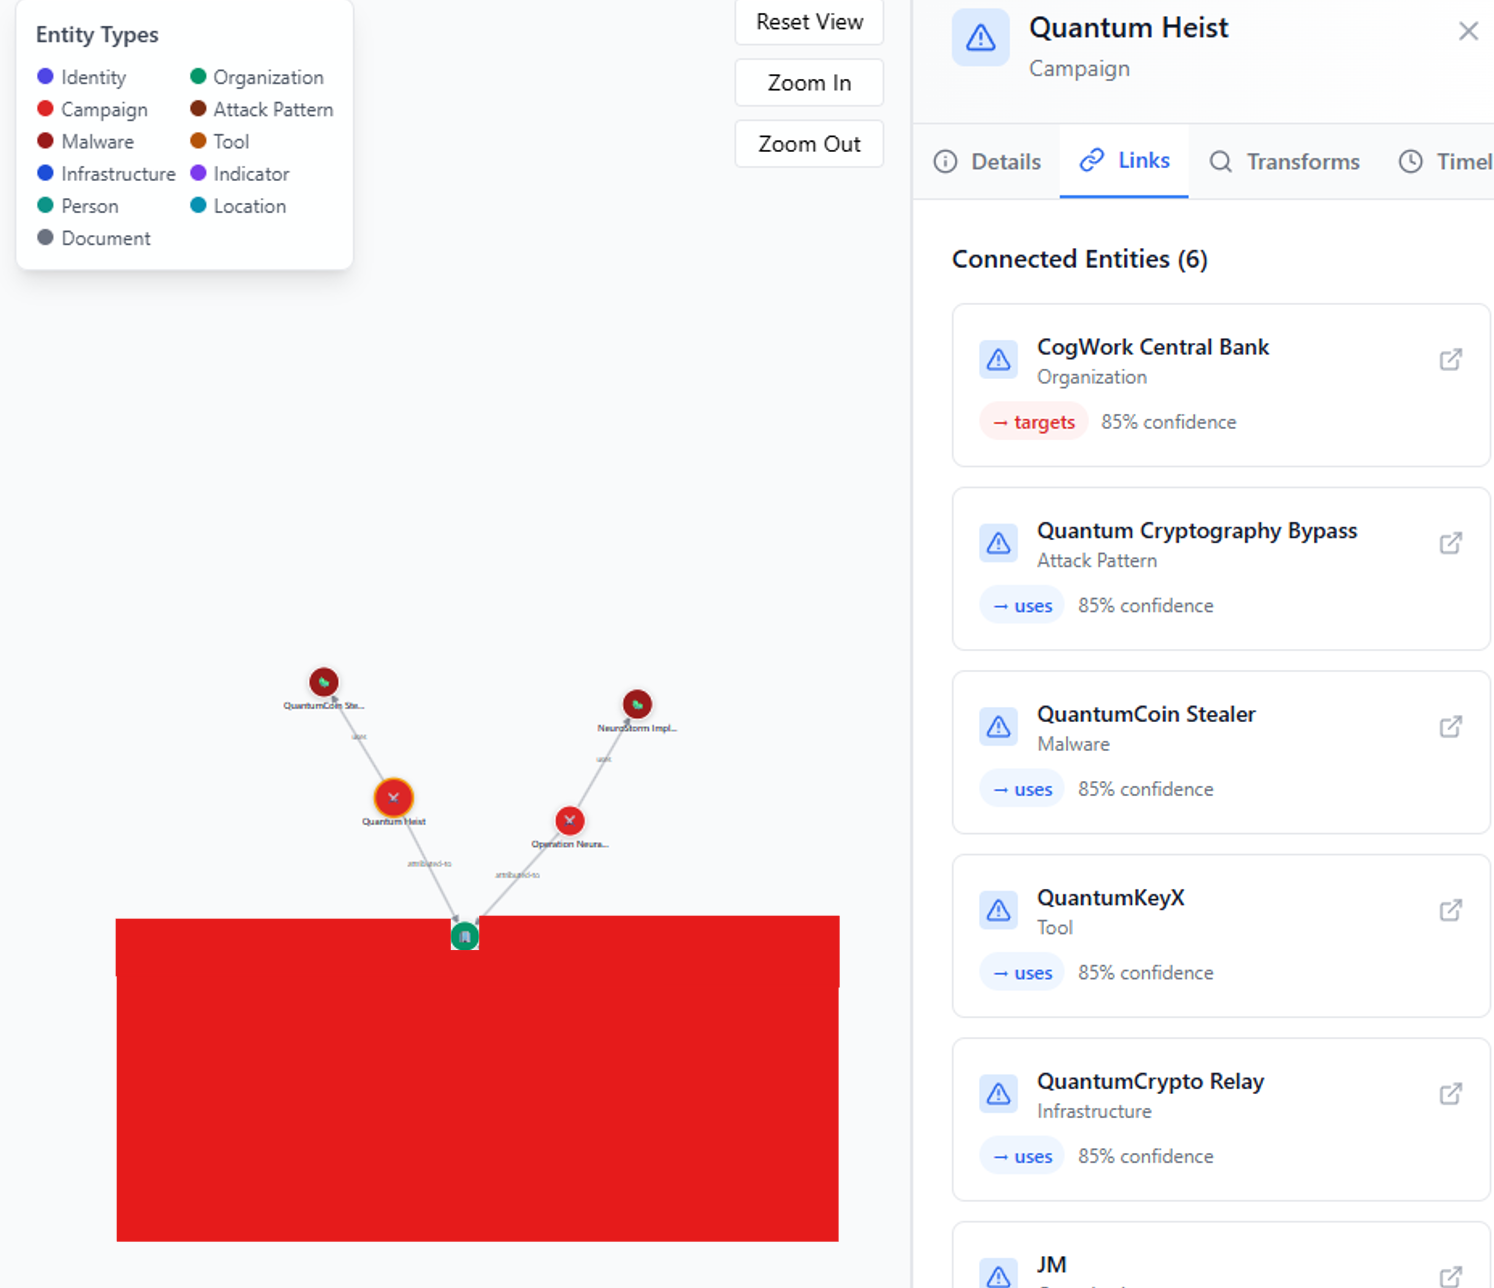 Entity Types
Identity
Organization
Campaign
Attack Pattern
Malware
Tool
Infrastructure
Indicator
Person
Location
Document
Reset View
Zoom In
Zoom Out
QuantumCoin Ste...
uses
NeuroStorm Impl...
uses
Quantum Heist
Operation Neura...
attributed-to
attributed-to
Quantum Heist
Campaign
Details
Links
Transforms
Timel
Connected Entities (6)
CogWork Central Bank
Organization
→ targets 85% confidence
Quantum Cryptography Bypass
Attack Pattern
→ uses 85% confidence
QuantumCoin Stealer
Malware
→ uses 85% confidence
QuantumKeyX
Tool
→ uses 85% confidence
QuantumCrypto Relay
Infrastructure
→ uses 85% confidence
JM